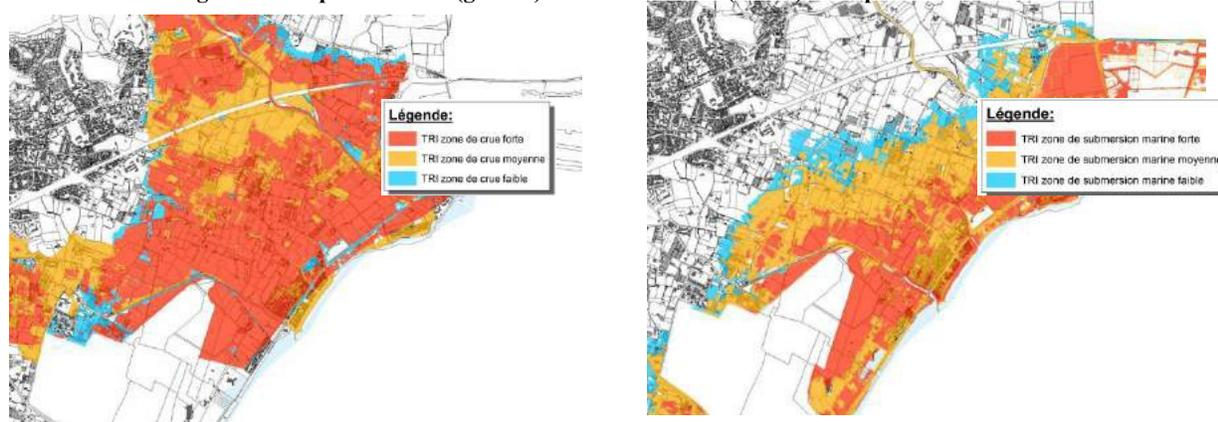 Légende:
TRI zone de crue forte
TRI zone de crue moyenne
TRI zone de crue faible
Légende:
TRI zone de submersion marine forte
TRI zone de submersion marine moyenne
TRI zone de submersion marine faible